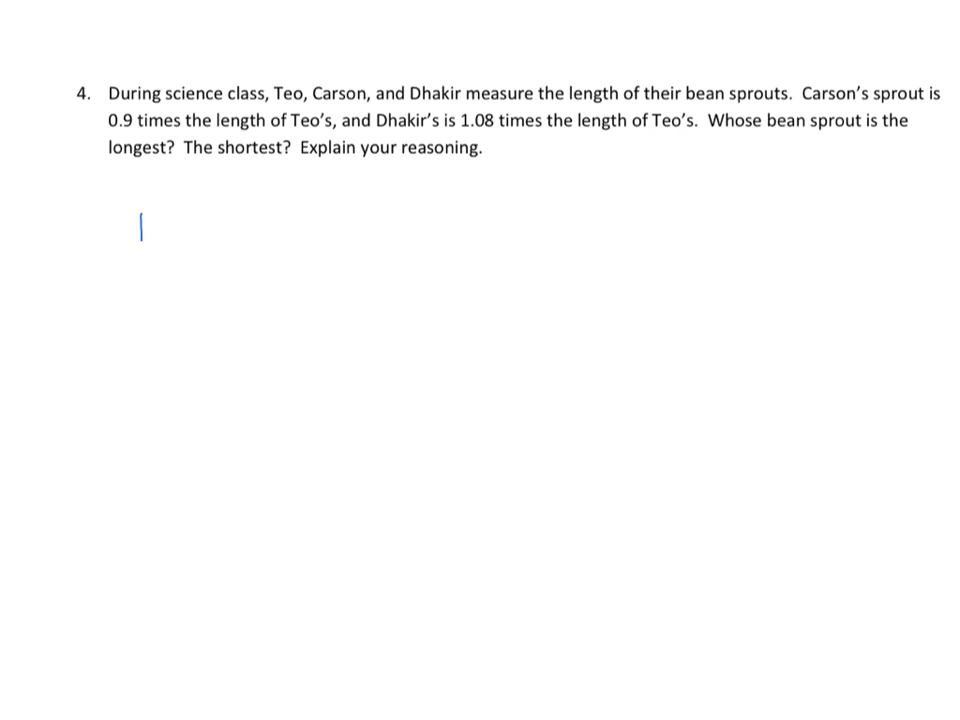 4. During science class, Teo, Carson, and Dhakir measure the length of their bean sprouts. Carson’s sprout is
0.9 times the length of Teo’s, and Dhakir’s is 1.08 times the length of Teo’s. Whose bean sprout is the
longest? The shortest? Explain your reasoning.